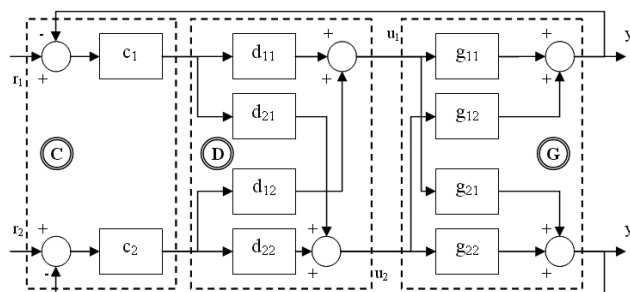 - + + u₁ + y
c₁ d₁₁ g₁₁
r₁ + + +
d₂₁ g₁₂
C D G
d₁₂ g₂₁
r₂ + + + y
c₂ d₂₂ g₂₂
- + + u₂ +